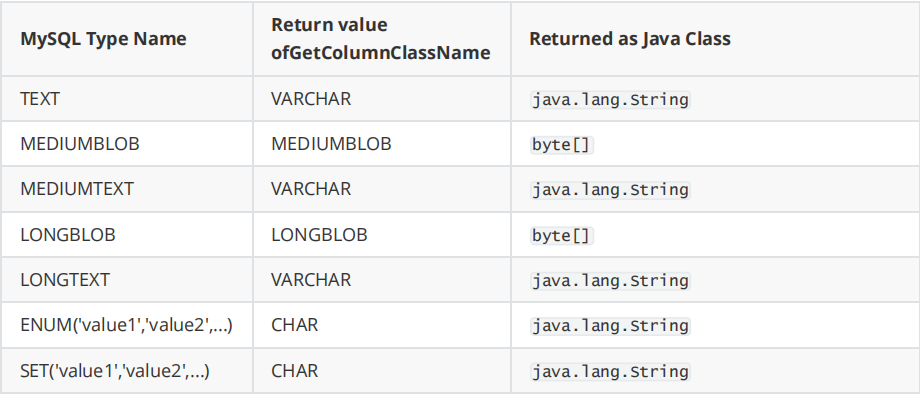 MySQL Type Name
Return value
ofGetColumnClassName
Returned as Java Class
TEXT
VARCHAR
java.lang.String
MEDIUMBLOB
MEDIUMBLOB
byte[]
MEDIUMTEXT
VARCHAR
java.lang.String
LONGBLOB
LONGBLOB
byte[]
LONGTEXT
VARCHAR
java.lang.String
ENUM('value1','value2',...)
CHAR
java.lang.String
SET('value1','value2',...)
CHAR
java.lang.String